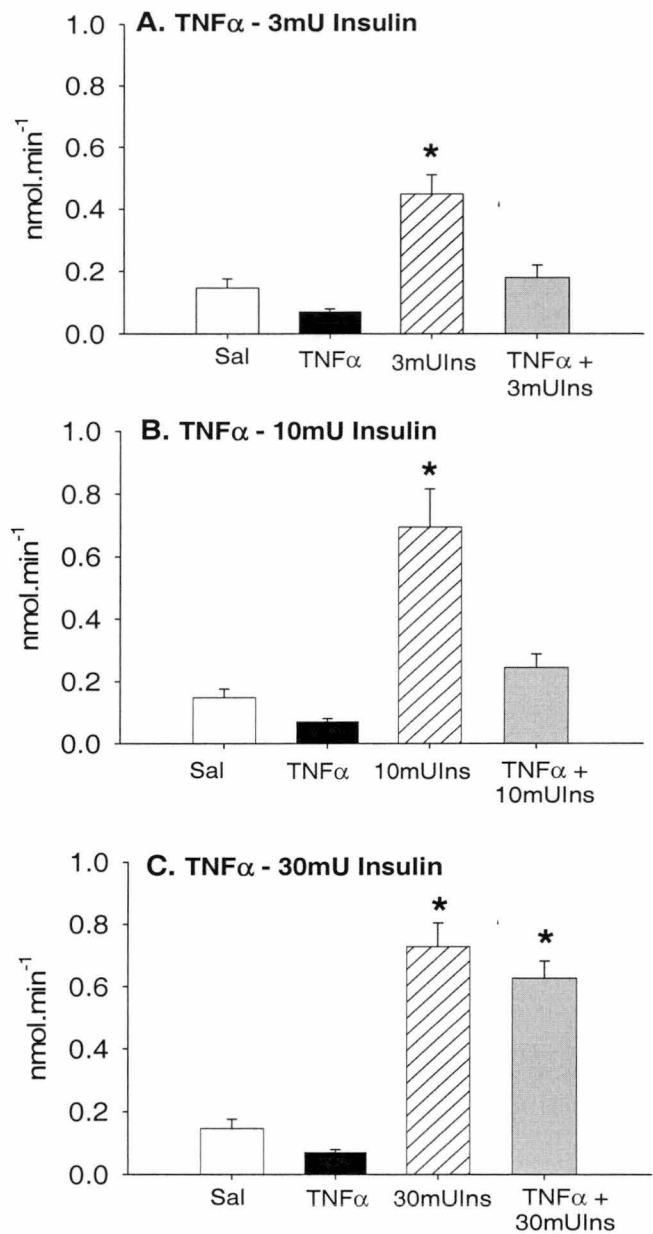 A. TNFα - 3mU Insulin
1.0
0.8
0.6
0.4
0.2
0.0
nmol.min⁻¹
*
Sal TNFα 3mUIns TNFα +
3mUIns
B. TNFα - 10mU Insulin
1.0
0.8
0.6
0.4
0.2
0.0
nmol.min⁻¹
*
Sal TNFα 10mUIns TNFα +
10mUIns
C. TNFα - 30mU Insulin
1.0
0.8
0.6
0.4
0.2
0.0
nmol.min⁻¹
* *
Sal TNFα 30mUIns TNFα +
30mUIns